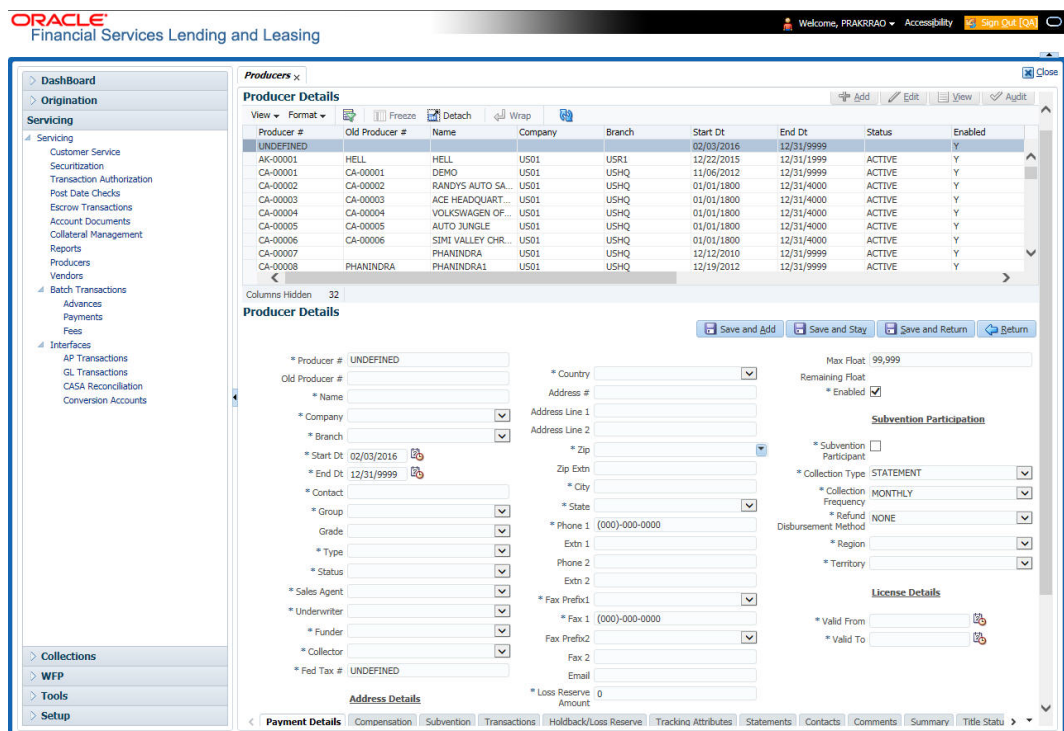 ORACLE
Financial Services Lending and Leasing
Welcome, PRAKRRAO Accessibility Sign Out [QA]
DashBoard
Origination
Servicing
Servicing
Customer Service
Securitization
Transaction Authorization
Post Date Checks
Escrow Transactions
Account Documents
Collateral Management
Reports
Producers
Vendors
Batch Transactions
Advances
Payments
Fees
Interfaces
AP Transactions
GL Transactions
CASA Reconciliation
Conversion Accounts
Collections
WFP
Tools
Setup
Producers Close
Producer Details Add Edit View Audit
View Format Freeze Detach Wrap
Producer # Old Producer # Name Company Branch Start Dt End Dt Status Enabled
UNDEFINED 02/03/2016 12/31/9999 Y
AK-00001 HELL HELL US01 USR1 12/22/2015 12/31/1999 ACTIVE Y
CA-00001 CA-00001 DEMO US01 USHQ 11/06/2012 12/31/9999 ACTIVE Y
CA-00002 CA-00002 RANDYS AUTO SA... US01 USHQ 01/01/1800 12/31/4000 ACTIVE Y
CA-00003 CA-00003 ACE HEADQUART... US01 USHQ 01/01/1800 12/31/4000 ACTIVE Y
CA-00004 CA-00004 VOLKSWAGEN OF... US01 USHQ 01/01/1800 12/31/4000 ACTIVE Y
CA-00005 CA-00005 AUTO JUNGLE US01 USHQ 01/01/1800 12/31/4000 ACTIVE Y
CA-00006 CA-00006 SIMI VALLEY CHR... US01 USHQ 01/01/1800 12/31/4000 ACTIVE Y
CA-00007 PHANINDRA US01 USHQ 12/12/2010 12/31/9999 ACTIVE Y
CA-00008 PHANINDRA PHANINDRA1 US01 USHQ 12/19/2012 12/31/9999 ACTIVE Y
Columns Hidden 32
Producer Details
Save and Add Save and Stay Save and Return Return
* Producer # UNDEFINED
Old Producer #
* Name
* Company
* Branch
* Start Dt 02/03/2016
* End Dt 12/31/9999
* Contact
* Group
Grade
* Type
* Status
* Sales Agent
* Underwriter
* Funder
* Collector
* Fed Tax # UNDEFINED
Address Details
* Country
Address #
Address Line 1
Address Line 2
* Zip
Zip Extn
* City
* State
* Phone 1 (000)-000-0000
Extn 1
Phone 2
Extn 2
* Fax Prefix1
* Fax 1 (000)-000-0000
Fax Prefix2
Fax 2
Email
* Loss Reserve Amount 0
Max Float 99,999
Remaining Float
* Enabled
Subvention Participation
* Subvention Participant
* Collection Type STATEMENT
* Collection Frequency MONTHLY
* Refund Disbursement Method NONE
* Region
* Territory
License Details
* Valid From
* Valid To
Payment Details Compensation Subvention Transactions Holdback/Loss Reserve Tracking Attributes Statements Contacts Comments Summary Title Statu